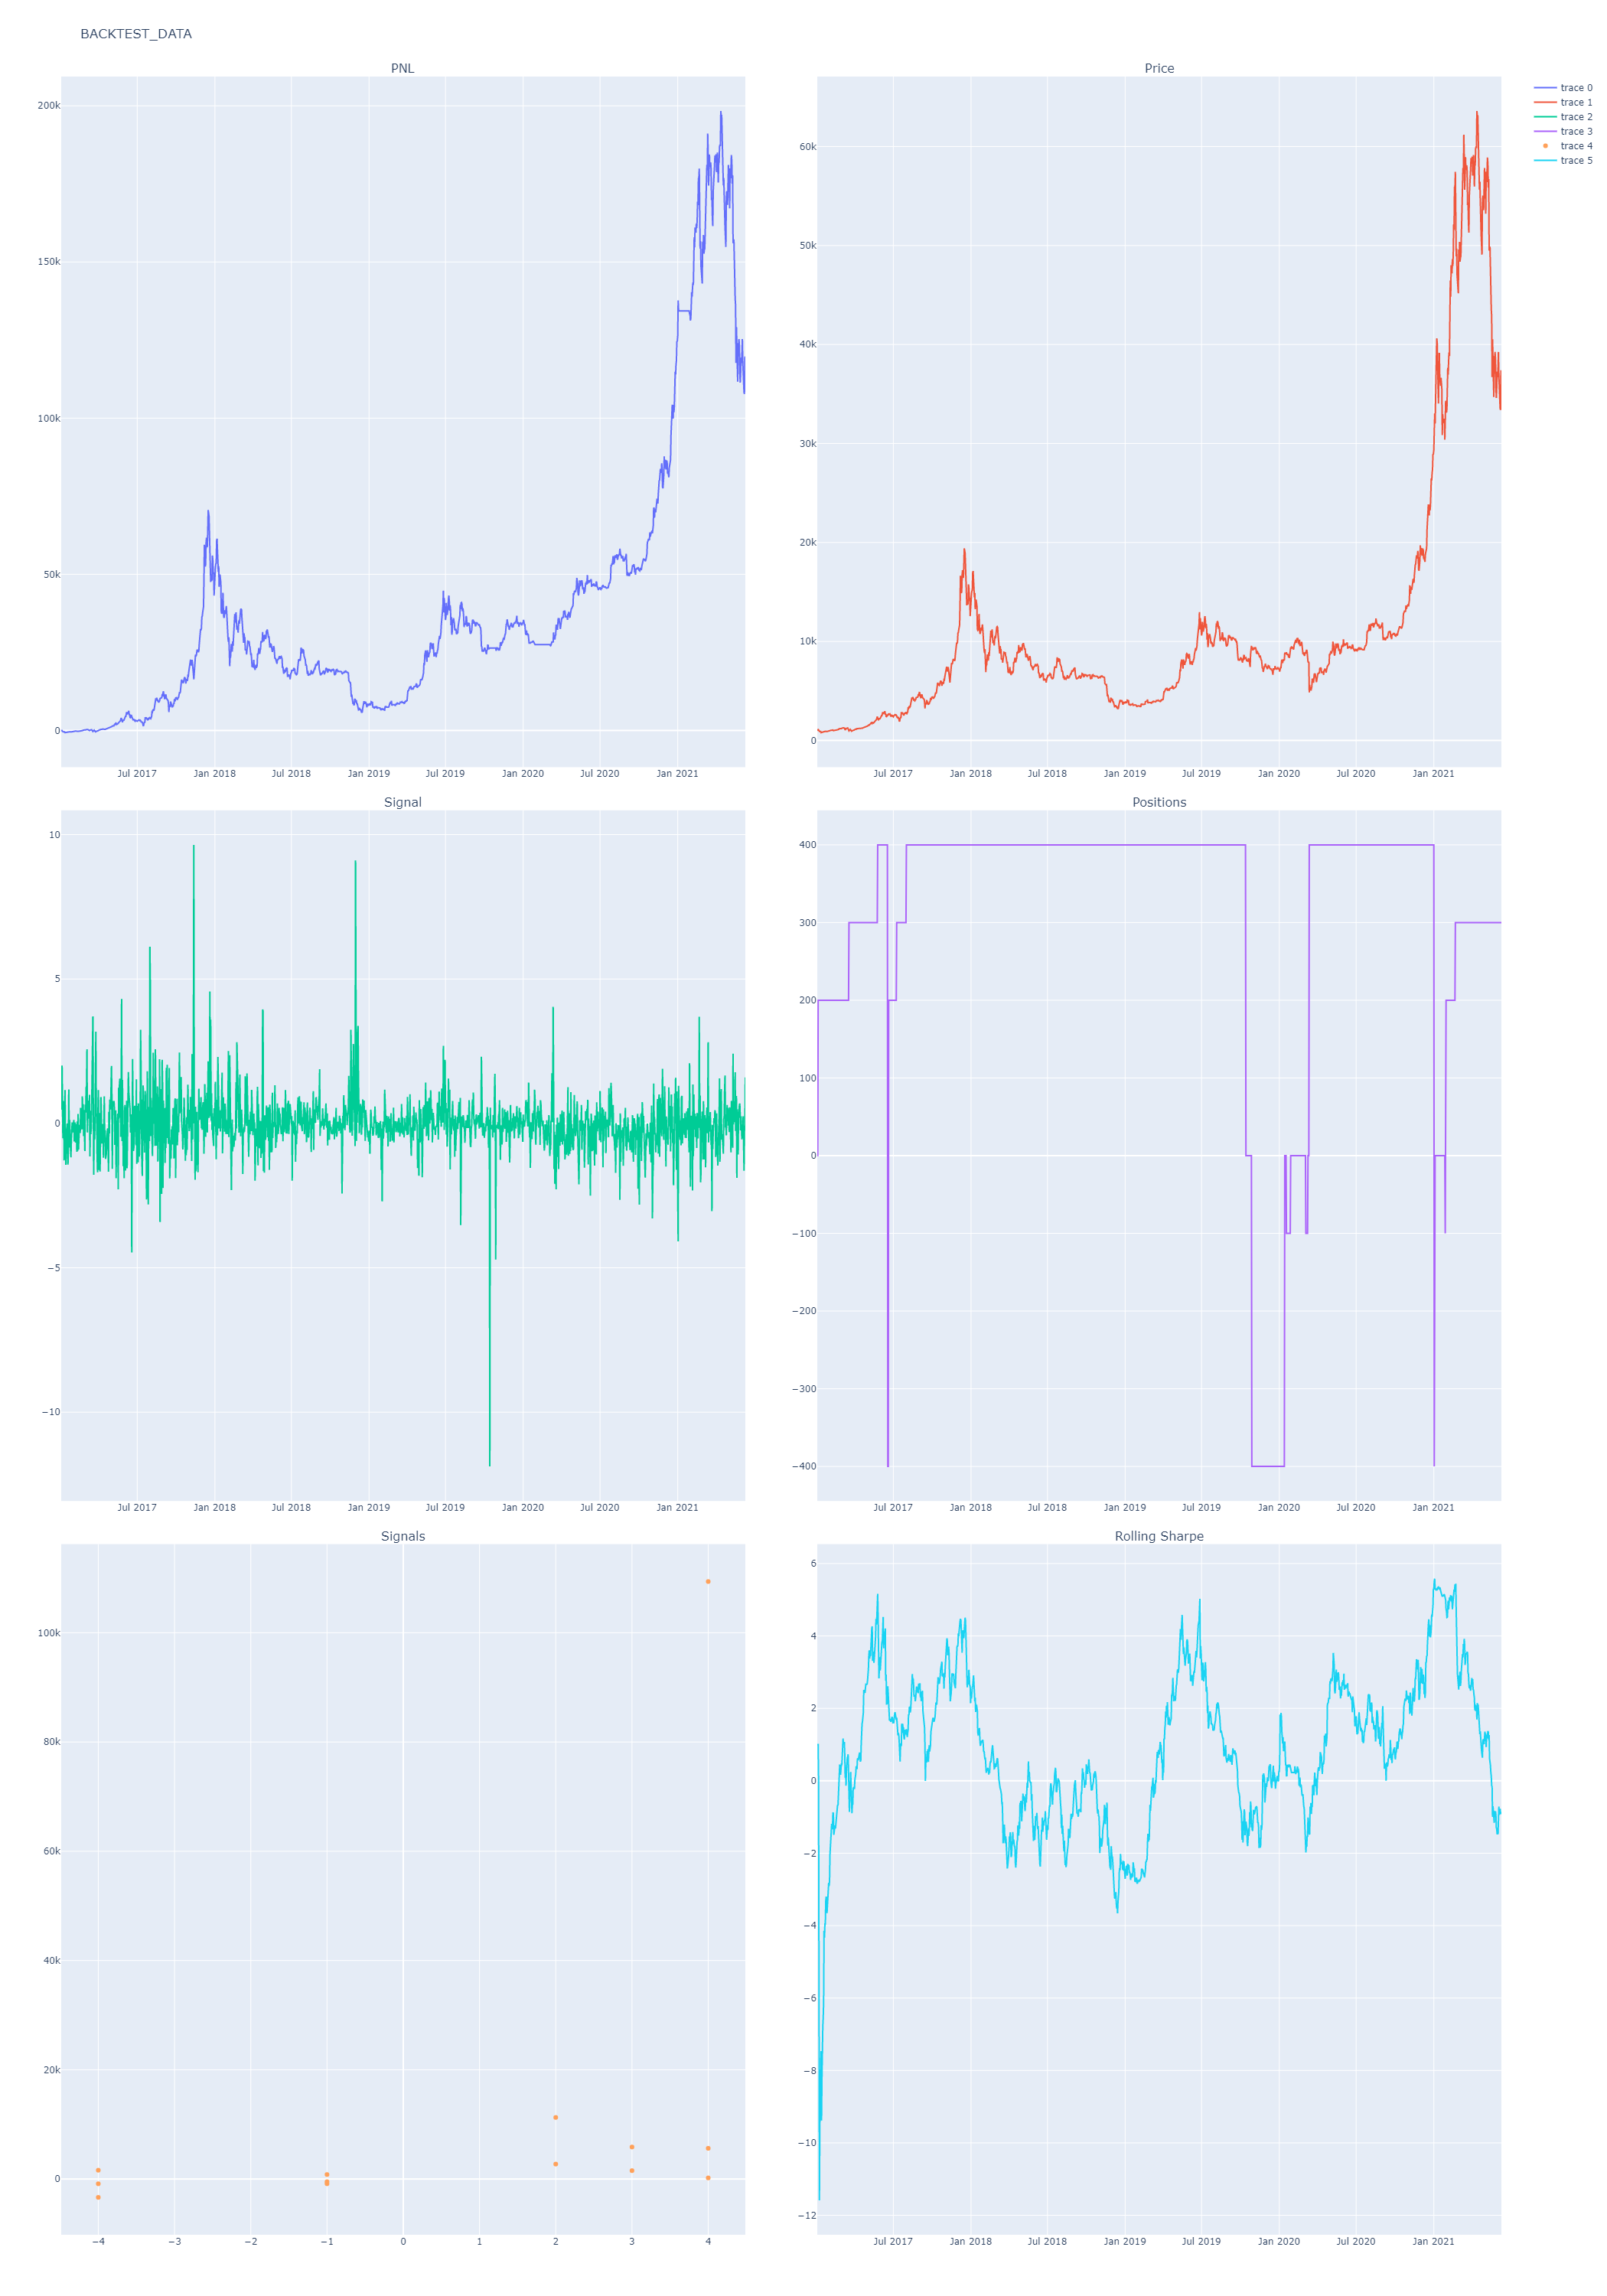 BACKTEST_DATA
PNL
200k
150k
100k
50k
0
Jul 2017 Jan 2018 Jul 2018 Jan 2019 Jul 2019 Jan 2020 Jul 2020 Jan 2021
Price
60k
50k
40k
30k
20k
10k
0
Jul 2017 Jan 2018 Jul 2018 Jan 2019 Jul 2019 Jan 2020 Jul 2020 Jan 2021
trace 0
trace 1
trace 2
trace 3
trace 4
trace 5
Signal
10
5
0
−5
−10
Jul 2017 Jan 2018 Jul 2018 Jan 2019 Jul 2019 Jan 2020 Jul 2020 Jan 2021
Positions
400
300
200
100
0
−100
−200
−300
−400
Jul 2017 Jan 2018 Jul 2018 Jan 2019 Jul 2019 Jan 2020 Jul 2020 Jan 2021
Signals
100k
80k
60k
40k
20k
0
−4 −3 −2 −1 0 1 2 3 4
Rolling Sharpe
6
4
2
0
−2
−4
−6
−8
−10
−12
Jul 2017 Jan 2018 Jul 2018 Jan 2019 Jul 2019 Jan 2020 Jul 2020 Jan 2021